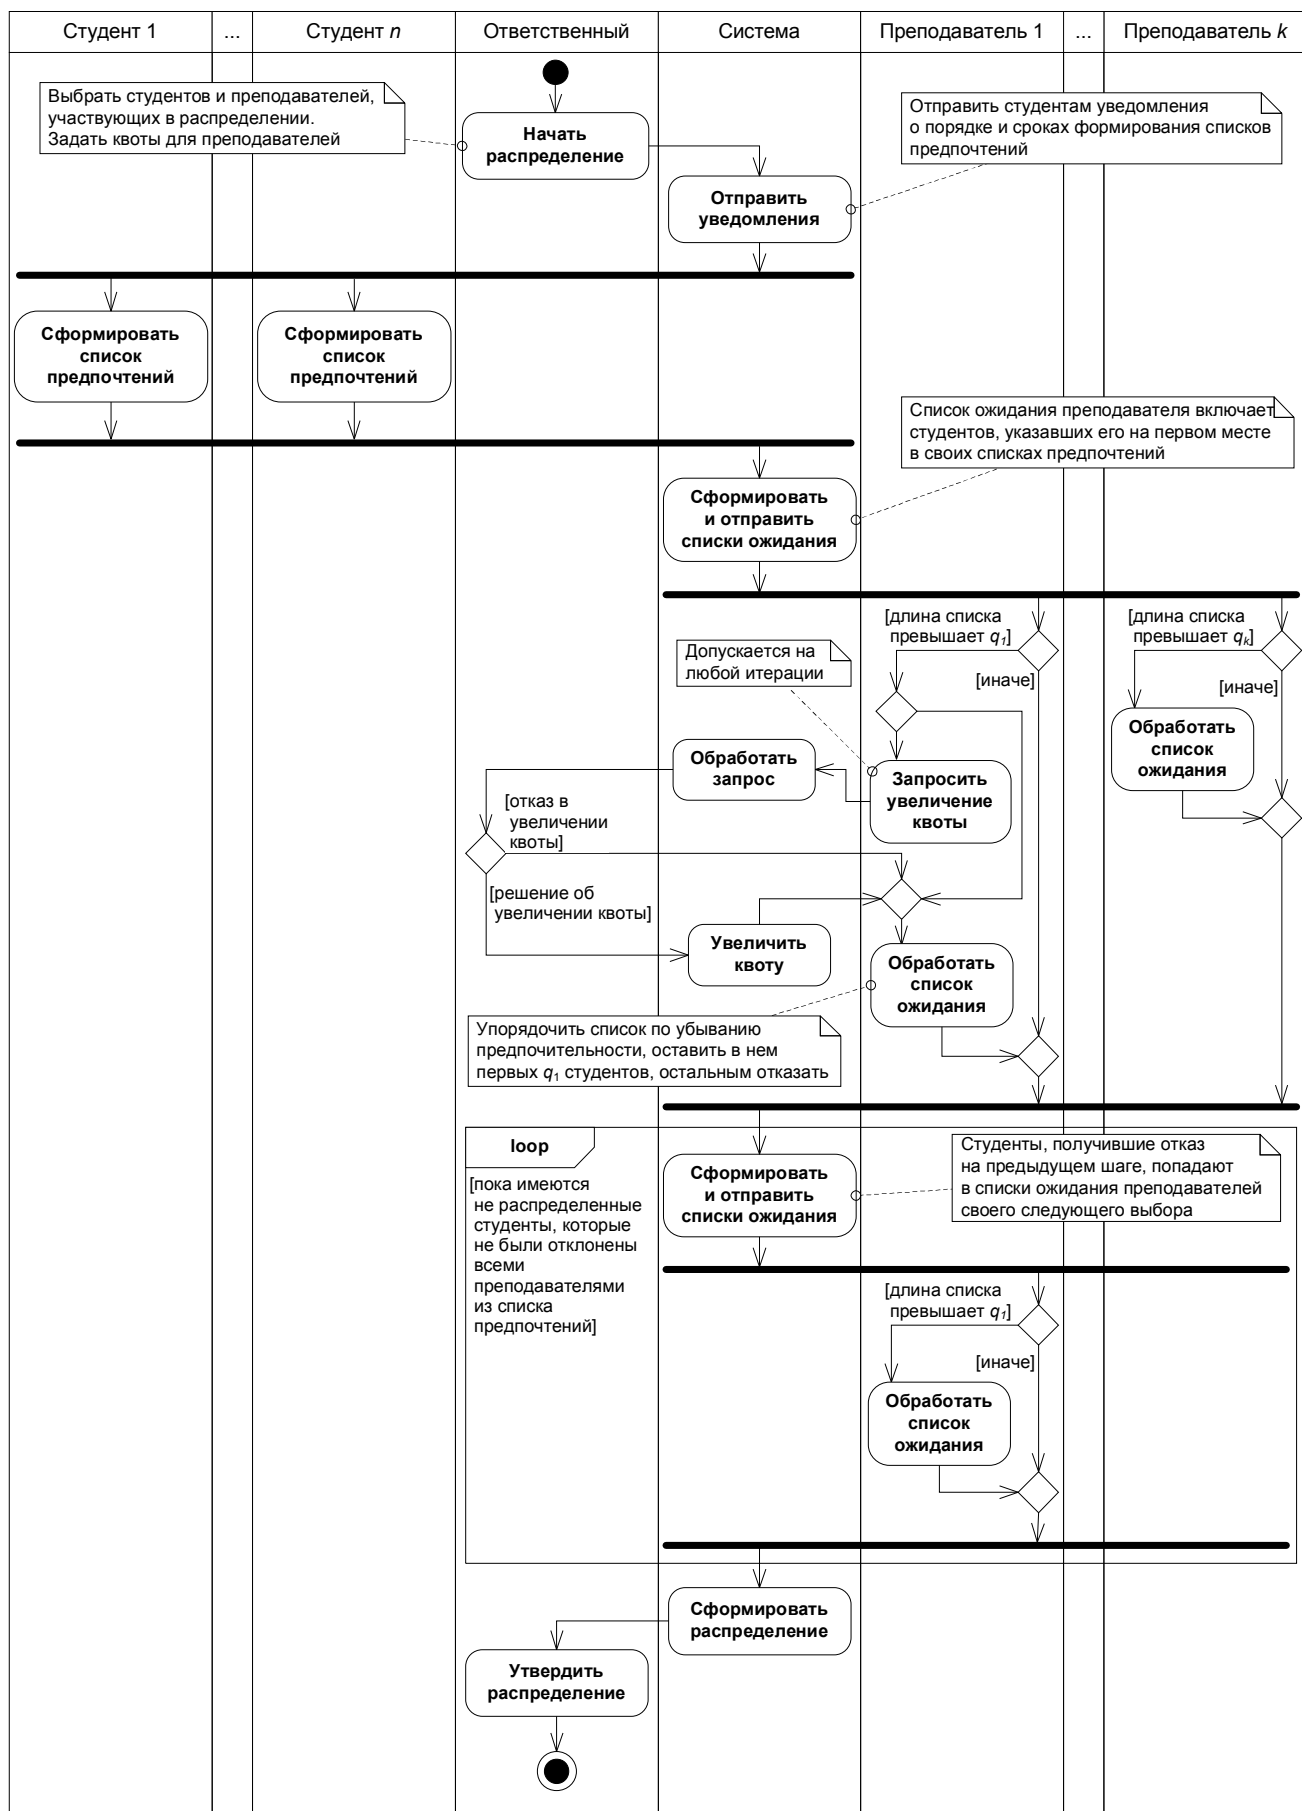 Студент 1
...
Студент n
Ответственный
Система
Преподаватель 1
...
Преподаватель k
Выбрать студентов и преподавателей,
участвующих в распределении.
Задать квоты для преподавателей
Начать
распределение
Отправить студентам уведомления
о порядке и сроках формирования списков
предпочтений
Отправить
уведомления
Сформировать
список
предпочтений
Сформировать
список
предпочтений
Список ожидания преподавателя включает
студентов, указавших его на первом месте
в своих списках предпочтений
Сформировать
и отправить
списки ожидания
[длина списка
превышает q1]
[иначе]
[длина списка
превышает qk]
[иначе]
Допускается на
любой итерации
Обработать
запрос
Запросить
увеличение
квоты
Обработать
список
ожидания
[отказ в
увеличении
квоты]
[решение об
увеличении квоты]
Увеличить
квоту
Обработать
список
ожидания
Упорядочить список по убыванию
предпочительности, оставить в нем
первых q1 студентов, остальным отказать
loop
[пока имеются
не распределенные
студенты, которые
не были отклонены
всеми
преподавателями
из списка
предпочтений]
Сформировать
и отправить
списки ожидания
Студенты, получившие отказ
на предыдущем шаге, попадают
в списки ожидания преподавателей
своего следующего выбора
[длина списка
превышает q1]
[иначе]
Обработать
список
ожидания
Сформировать
распределение
Утвердить
распределение